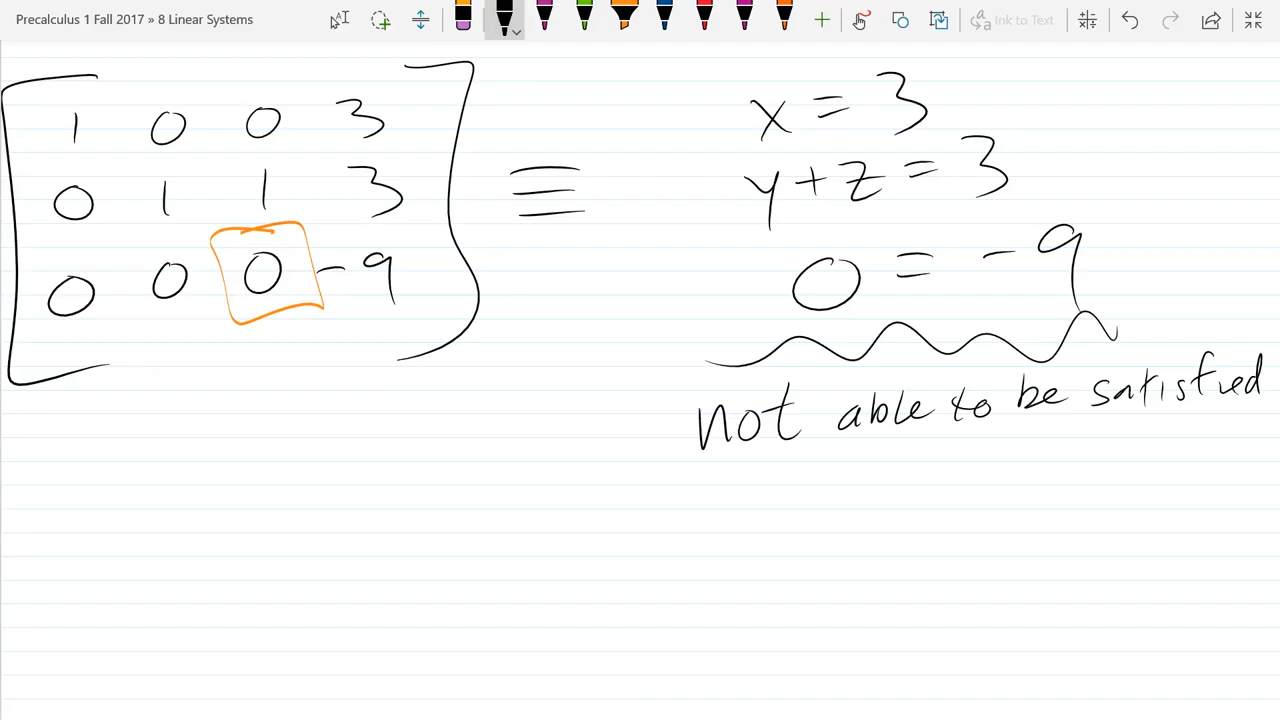 Precalculus 1 Fall 2017 » 8 Linear Systems
Ink to Text
1 0 0 3
0 1 1 3
0 0 0 -9
≡
x = 3
y + z = 3
0 = -9
not able to be satisfied